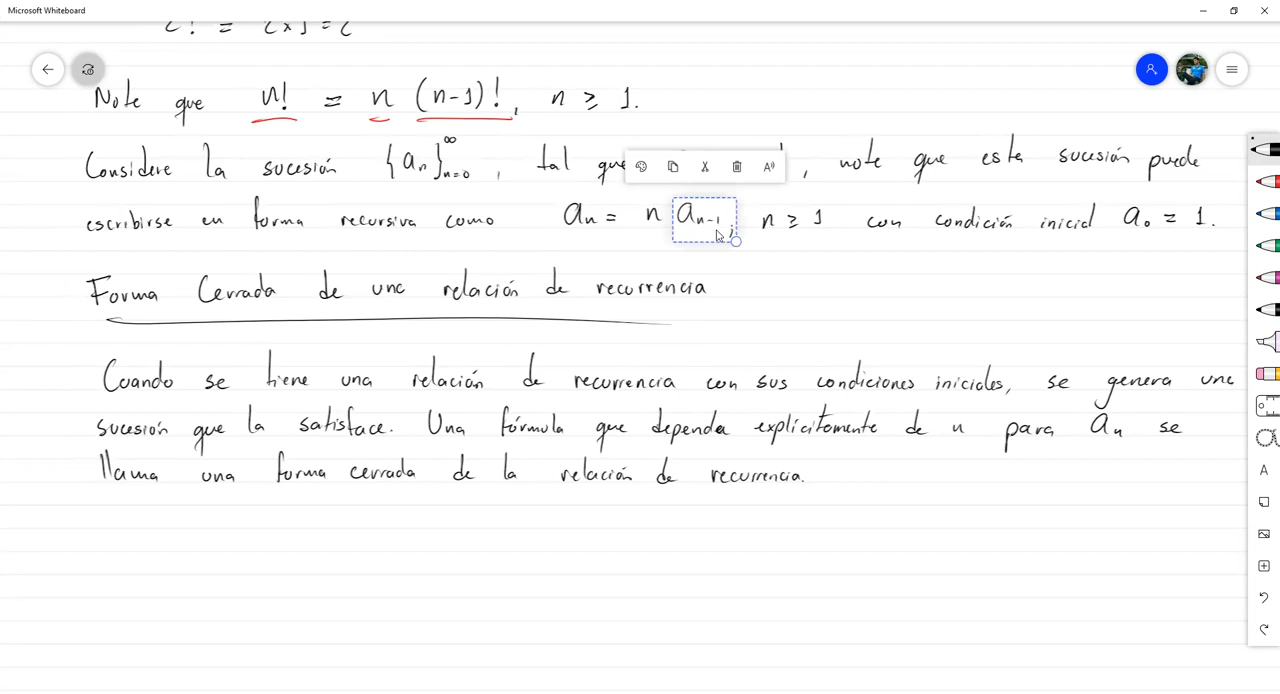 Microsoft Whiteboard
2! = 2x1 = 2
Note que n! = n (n-1)!, n ≥ 1.
Considere la sucesión {an}∞n=0, tal que , note que esta sucesión puede
escribirse en forma recursiva como an = n an-1, n ≥ 1 con condición inicial a0 = 1.
Forma Cerrada de una relación de recurrencia
Cuando se tiene una relación de recurrencia con sus condiciones iniciales, se genera una
sucesión que la satisface. Una fórmula que dependa explícitamente de n para an se
llama una forma cerrada de la relación de recurrencia.